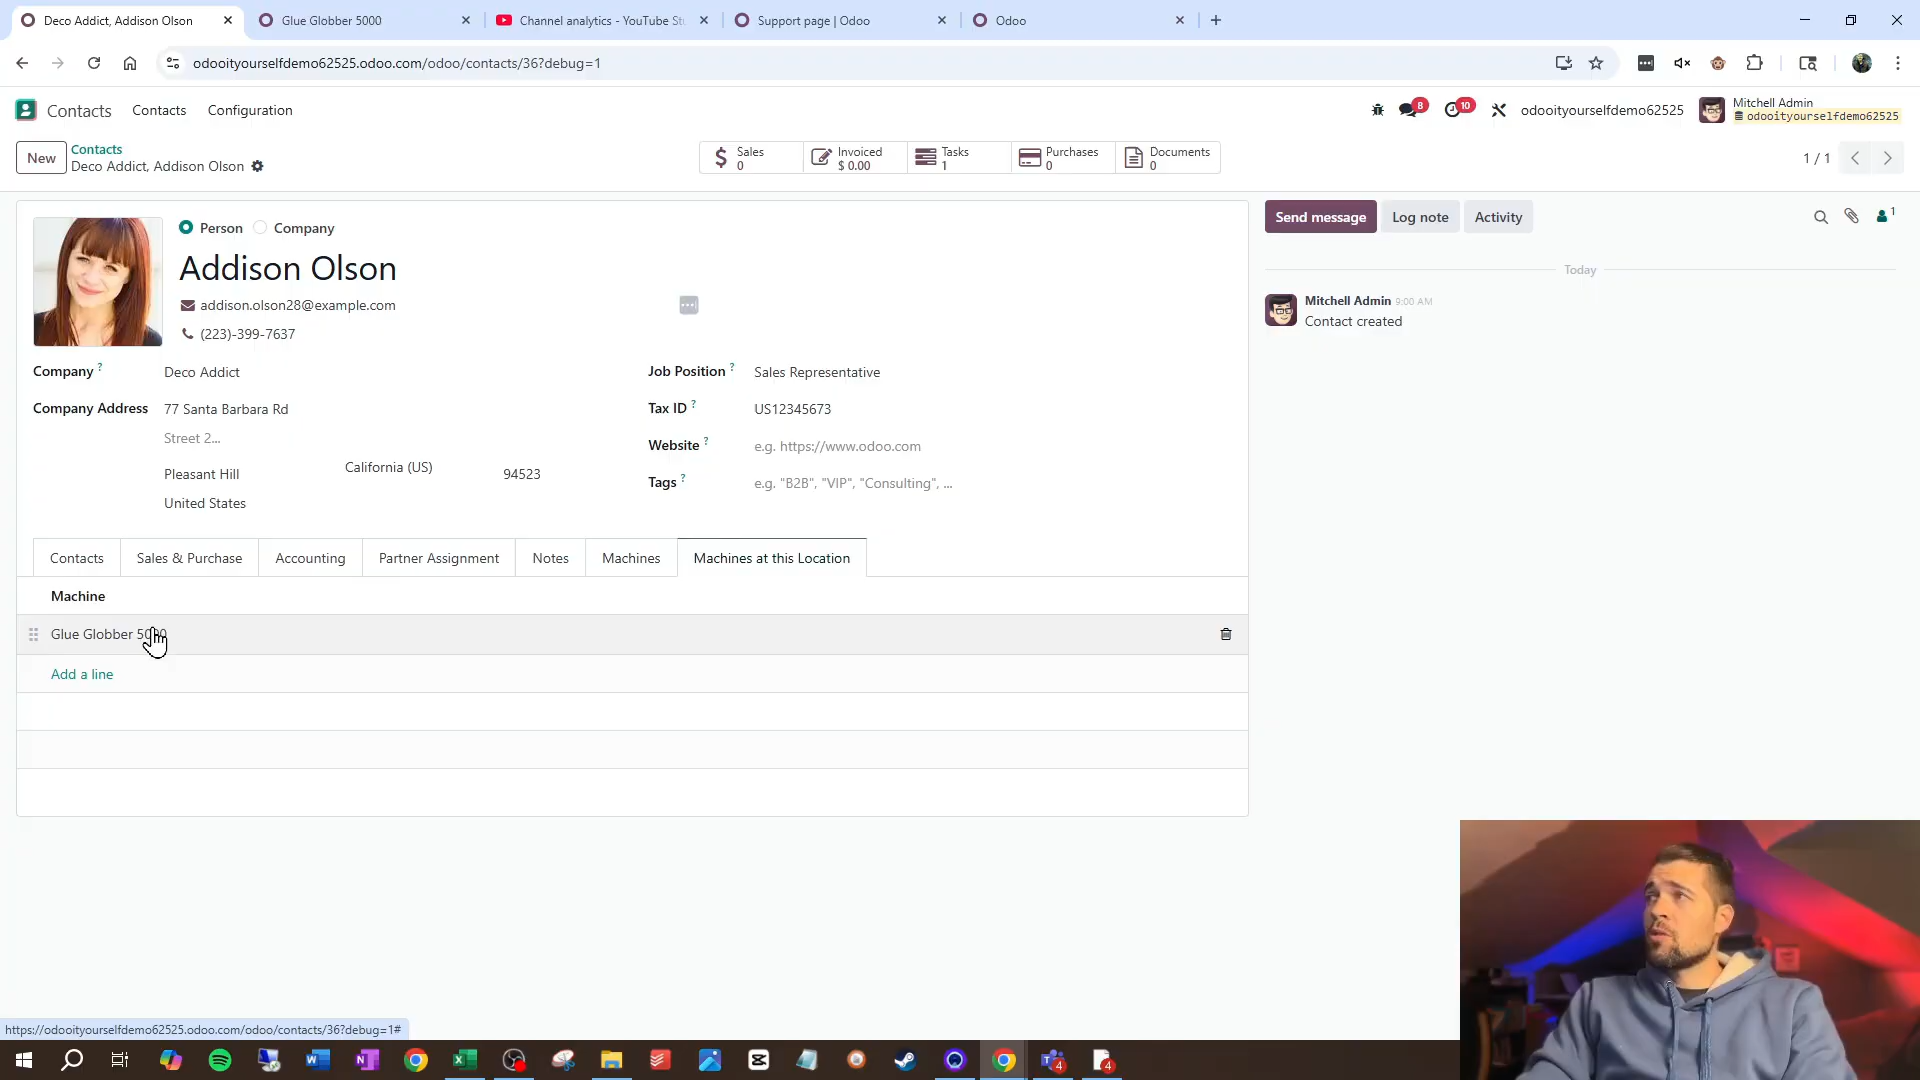 Deco Addict, Addison Olson
Glue Globber 5000
Channel analytics - YouTube St
Support page | Odoo
Odoo
odooityourselfdemo62525.odoo.com/odoo/contacts/36?debug=1
Contacts
Contacts
Configuration
8
10
odooityourselfdemo62525
Mitchell Admin
odooityourselfdemo62525
New
Contacts
Deco Addict, Addison Olson
Sales
0
Invoiced
$ 0.00
Tasks
1
Purchases
0
Documents
0
1 / 1
Person
Company
Addison Olson
addison.olson28@example.com
(223)-399-7637
Company ?
Deco Addict
Company Address
77 Santa Barbara Rd
Street 2...
Pleasant Hill
California (US)
94523
United States
Job Position ?
Sales Representative
Tax ID ?
US12345673
Website ?
e.g. https://www.odoo.com
Tags ?
e.g. "B2B", "VIP", "Consulting", ...
Contacts
Sales & Purchase
Accounting
Partner Assignment
Notes
Machines
Machines at this Location
Machine
Glue Globber 5000
Add a line
Send message
Log note
Activity
1
Today
Mitchell Admin 9:00 AM
Contact created
https://odooityourselfdemo62525.odoo.com/odoo/contacts/36?debug=1#
4
4